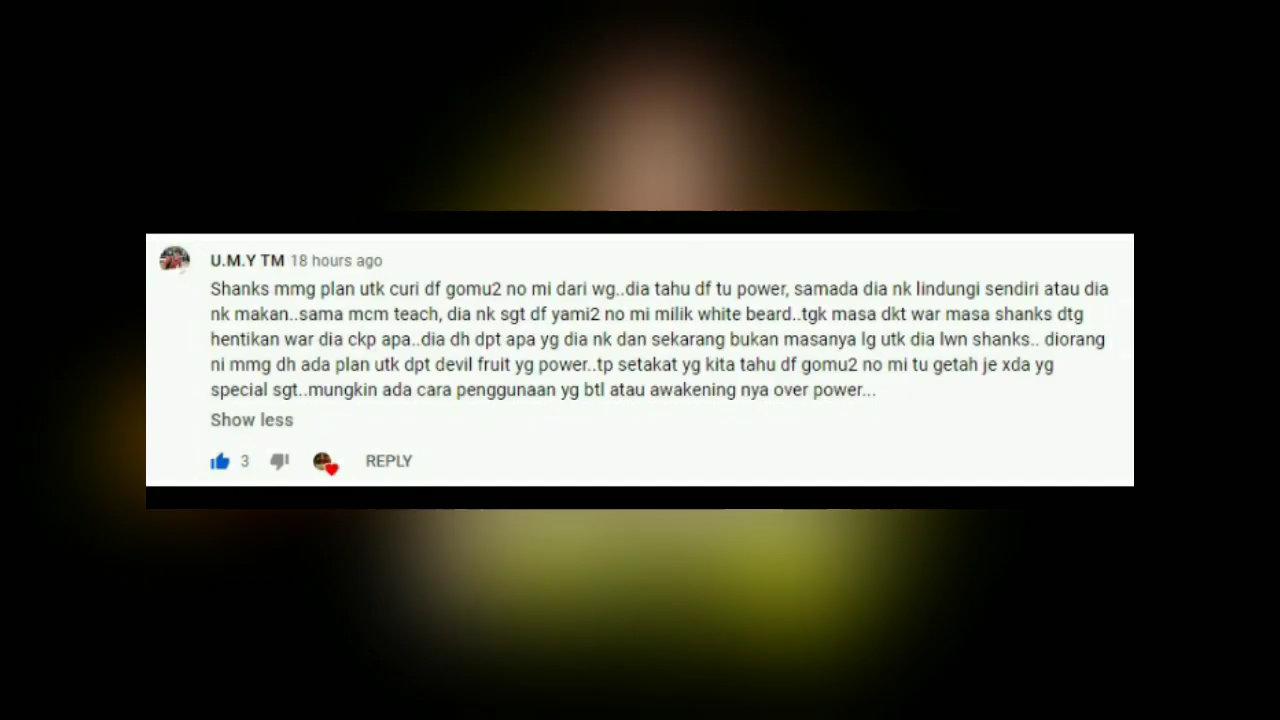 U.M.Y TM 18 hours ago
Shanks mmg plan utk curi df gomu2 no mi dari wg..dia tahu df tu power, samada dia nk lindungi sendiri atau dia
nk makan..sama mcm teach, dia nk sgt df yami2 no mi milik white beard..tgk masa dkt war masa shanks dtg
hentikan war dia ckp apa..dia dh dpt apa yg dia nk dan sekarang bukan masanya lg utk dia lwn shanks.. diorang
ni mmg dh ada plan utk dpt devil fruit yg power..tp setakat yg kita tahu df gomu2 no mi tu getah je xda yg
special sgt..mungkin ada cara penggunaan yg btl atau awakening nya over power...
Show less
3 REPLY